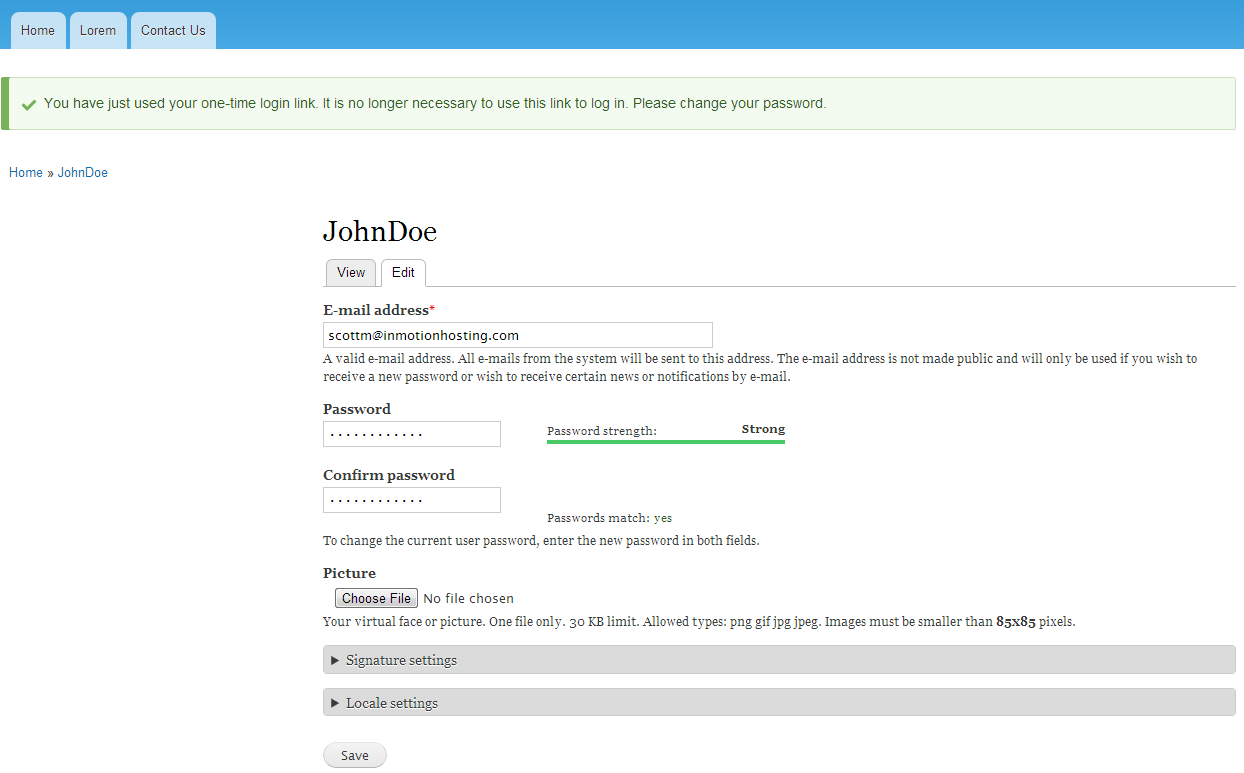 Home Lorem Contact Us
You have just used your one-time login link. It is no longer necessary to use this link to log in. Please change your password.
Home » JohnDoe
JohnDoe
View Edit
E-mail address*
scottm@inmotionhosting.com
A valid e-mail address. All e-mails from the system will be sent to this address. The e-mail address is not made public and will only be used if you wish to
receive a new password or wish to receive certain news or notifications by e-mail.
Password
Password strength: Strong
Confirm password
Passwords match: yes
To change the current user password, enter the new password in both fields.
Picture
Choose File No file chosen
Your virtual face or picture. One file only. 30 KB limit. Allowed types: png gif jpg jpeg. Images must be smaller than 85x85 pixels.
Signature settings
Locale settings
Save